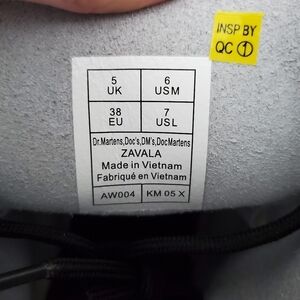 INSP BY
QC ①
5 6
UK USM
38 7
EU USL
Dr.Martens,Doc's,DM's,DocMartens
ZAVALA
Made in Vietnam
Fabriqué en Vietnam
AW004 KM 05 X